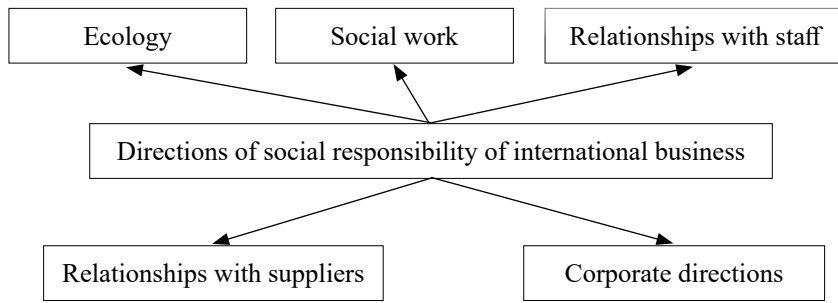 Ecology
Social work
Relationships with staff
Directions of social responsibility of international business
Relationships with suppliers
Corporate directions